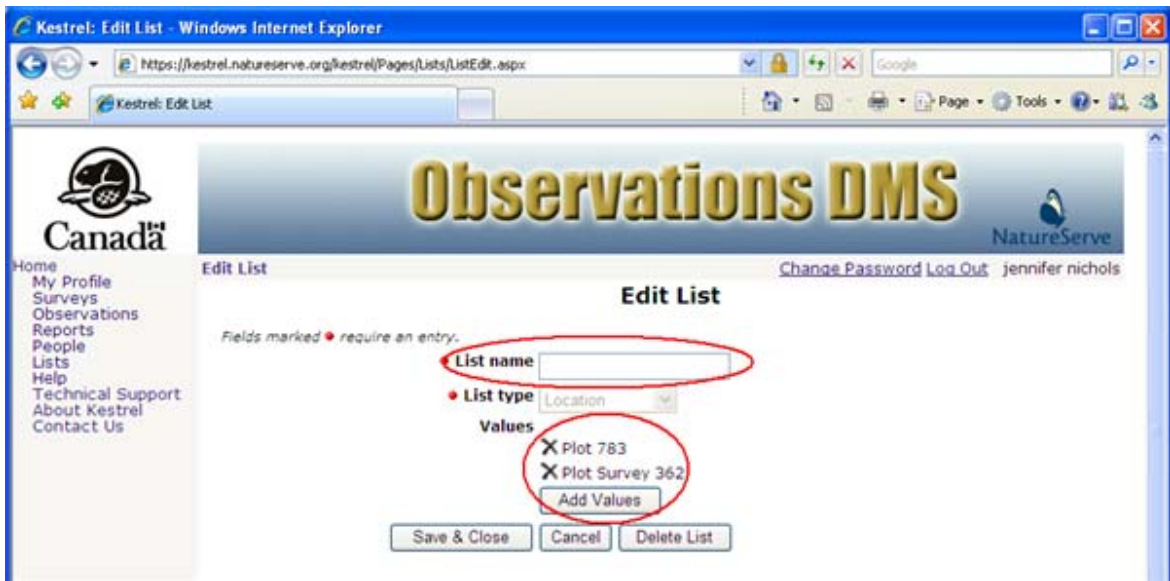 Kestrel: Edit List - Windows Internet Explorer
https://kestrel.natureserve.org/kestrel/Pages/Lists/ListEdit.aspx
Google
Kestrel: Edit List
Page
Tools
Observations DMS
Canada
NatureServe
Home
My Profile
Surveys
Observations
Reports
People
Lists
Help
Technical Support
About Kestrel
Contact Us
Edit List
Change Password Log Out jennifer nichols
Edit List
Fields marked require an entry.
List name
List type Location
Values
Plot 783
Plot Survey 362
Add Values
Save & Close Cancel Delete List